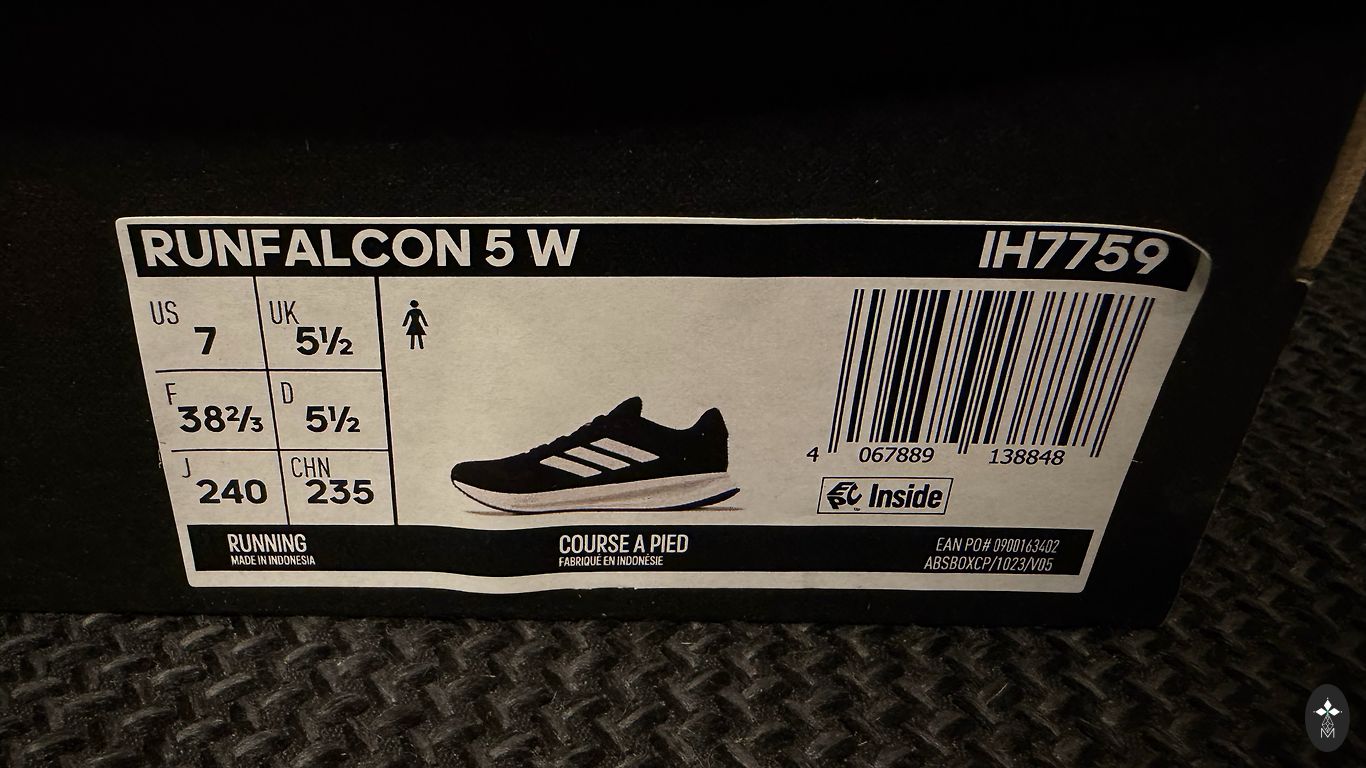 RUNFALCON 5 W IH7759
US 7 UK 5½
F 38⅔ D 5½
J 240 CHN 235
4 067889 138848
EPC Inside
RUNNING COURSE A PIED EAN PO# 0900163402
MADE IN INDONESIA FABRIQUÉ EN INDONÉSIE ABSBOXCP/1023/V05
M